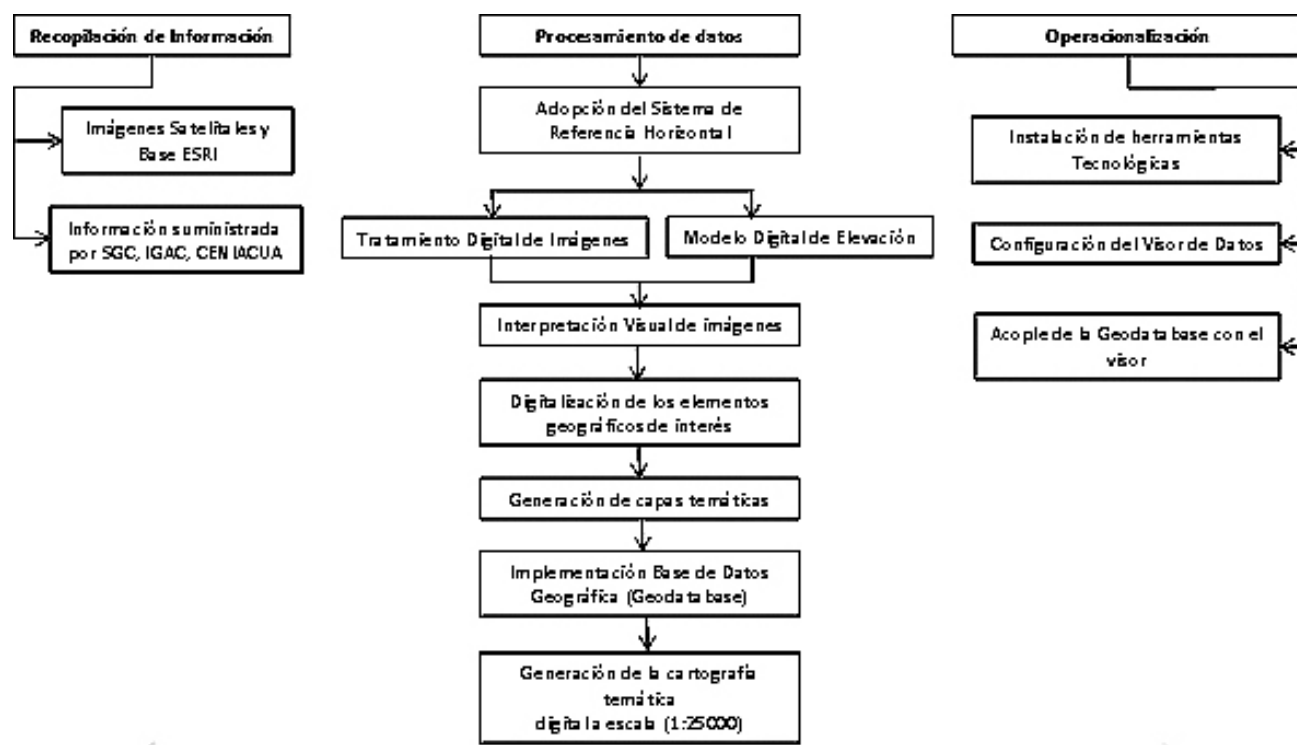 Recopilación de Información
Imágenes Satelitales y
Base ESRI
Información suministrada
por SGC, IGAC, CENIACUA
Procesamiento de datos
Adopción del Sistema de
Referencia Horizontal
Tratamiento Digital de Imágenes
Modelo Digital de Elevación
Interpretación Visual de imágenes
Digitalización de los elementos
geográficos de interés
Generación de capas temáticas
Implementación Base de Datos
Geográfica (Geodatabase)
Generación de la cartografía
temática
digital a escala (1:25000)
Operacionalización
Instalación de herramientas
Tecnológicas
Configuración del Visor de Datos
Acople de la Geodatabase con el
visor